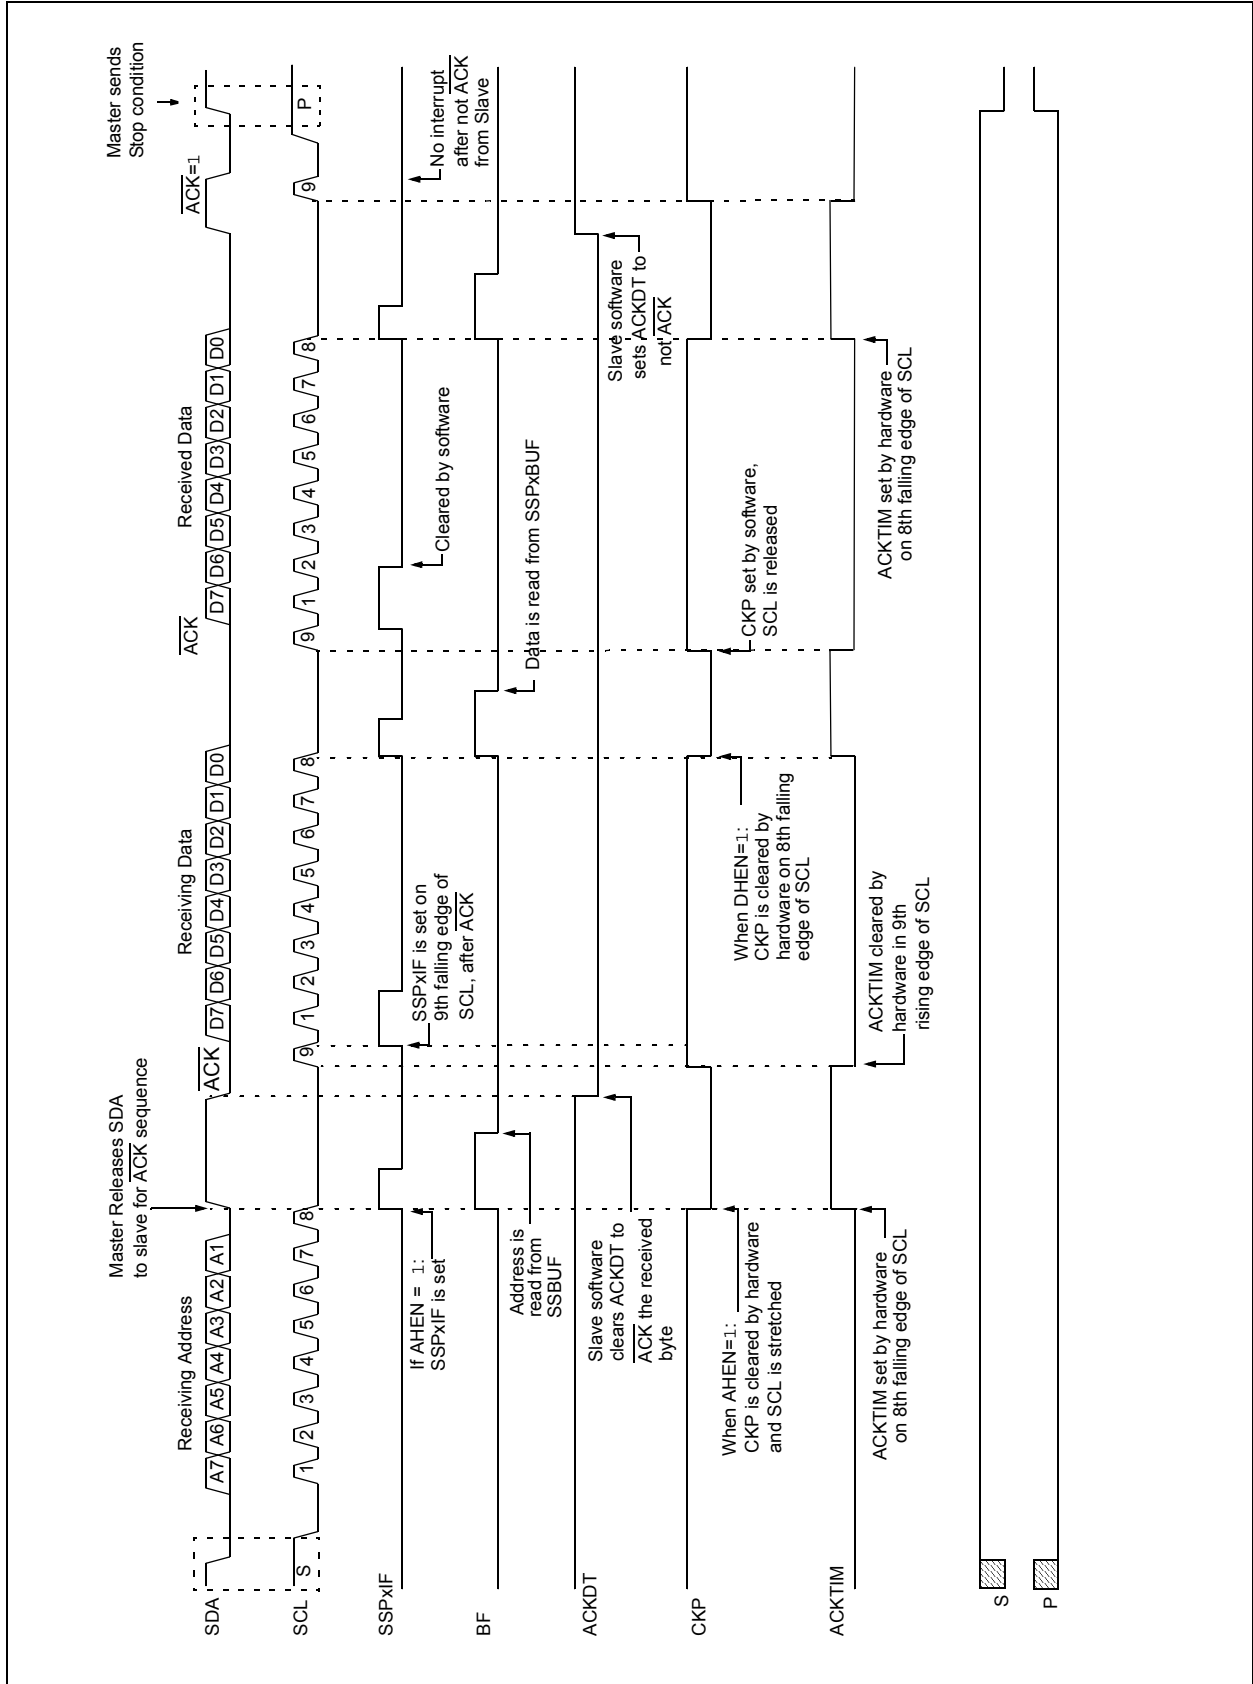 Master Releases SDA
to slave for ACK sequence
Master sends
Stop condition
Receiving Address
Receiving Data
Received Data
ACK
ACK
ACK=1
SDA
A7 A6 A5 A4 A3 A2 A1
D7 D6 D5 D4 D3 D2 D1 D0
D7 D6 D5 D4 D3 D2 D1 D0
SCL
S
1 2 3 4 5 6 7 8 9
1 2 3 4 5 6 7 8 9
1 2 3 4 5 6 7 8 9
P
SSPxIF
If AHEN = 1:
SSPxIF is set
SSPxIF is set on
9th falling edge of
SCL, after ACK
Cleared by software
No interrupt
after not ACK
from Slave
BF
Address is
read from
SSBUF
Data is read from SSPxBUF
ACKDT
Slave software
clears ACKDT to
ACK the received
byte
Slave software
sets ACKDT to
not ACK
CKP
When AHEN=1:
CKP is cleared by hardware
and SCL is stretched
When DHEN=1:
CKP is cleared by
hardware on 8th falling
edge of SCL
CKP set by software,
SCL is released
ACKTIM
ACKTIM set by hardware
on 8th falling edge of SCL
ACKTIM cleared by
hardware in 9th
rising edge of SCL
ACKTIM set by hardware
on 8th falling edge of SCL
S
P